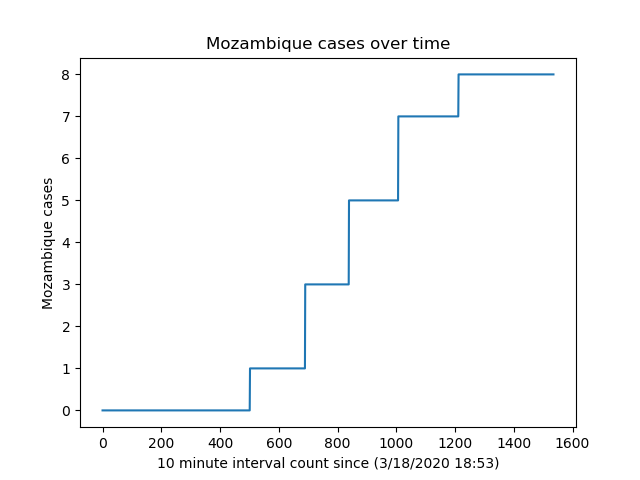 Mozambique cases over time
Mozambique cases
8
7
6
5
4
3
2
1
0
0 200 400 600 800 1000 1200 1400 1600
10 minute interval count since (3/18/2020 18:53)